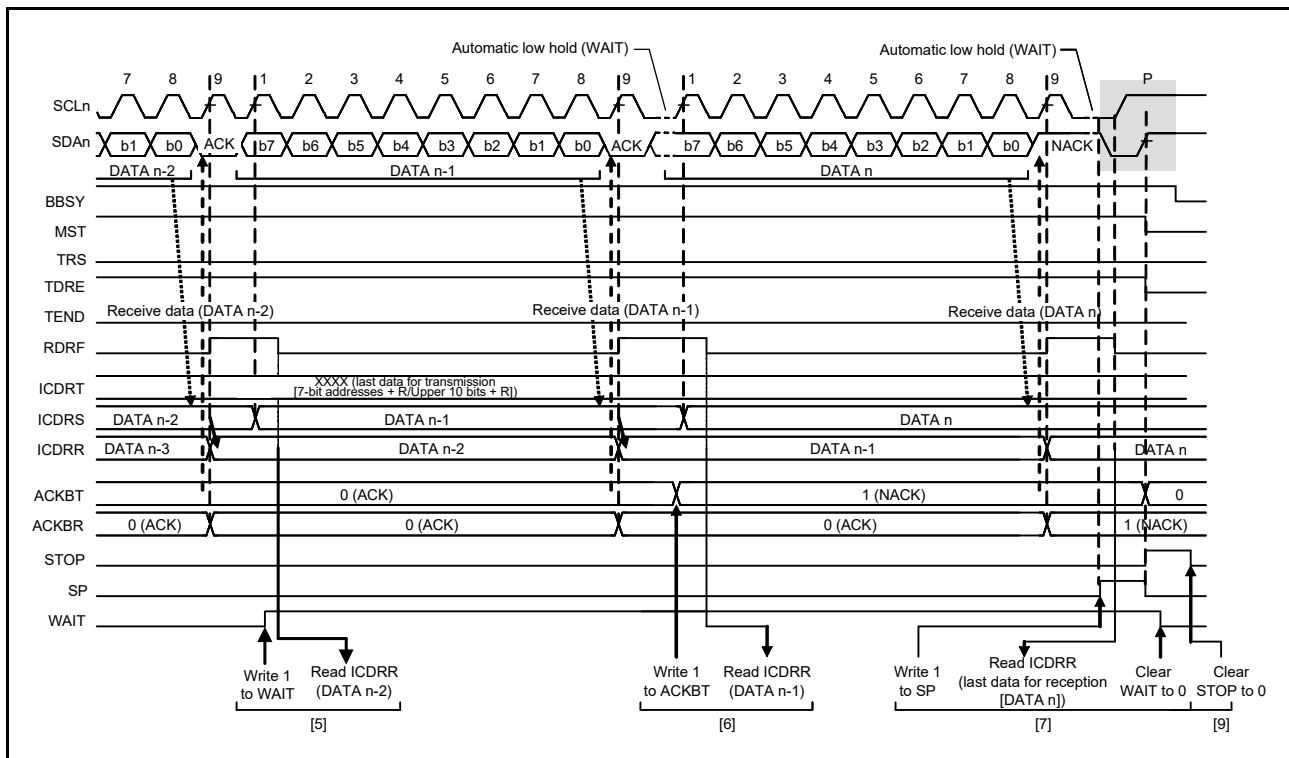 Automatic low hold (WAIT)
Automatic low hold (WAIT)
7 8 9 1 2 3 4 5 6 7 8 9 1 2 3 4 5 6 7 8 9 P
SCLn
SDAn b1 b0 ACK b7 b6 b5 b4 b3 b2 b1 b0 ACK b7 b6 b5 b4 b3 b2 b1 b0 NACK
DATA n-2 DATA n-1 DATA n
BBSY
MST
TRS
TDRE
Receive data (DATA n-2) Receive data (DATA n-1) Receive data (DATA n)
TEND
RDRF
XXXX (last data for transmission
ICDRT
[7-bit addresses + R/Upper 10 bits + R])
ICDRS DATA n-2 DATA n-1 DATA n
ICDRR DATA n-3 DATA n-2 DATA n-1 DATA n
ACKBT 0 (ACK) 1 (NACK) 0
ACKBR 0 (ACK) 0 (ACK) 0 (ACK) 1 (NACK)
STOP
SP
WAIT
Write 1
to WAIT
Read ICDRR
(DATA n-2)
[5]
Write 1
to ACKBT
Read ICDRR
(DATA n-1)
[6]
Write 1
to SP
Read ICDRR
(last data for reception
[DATA n])
Clear
WAIT to 0
[7]
Clear
STOP to 0
[9]